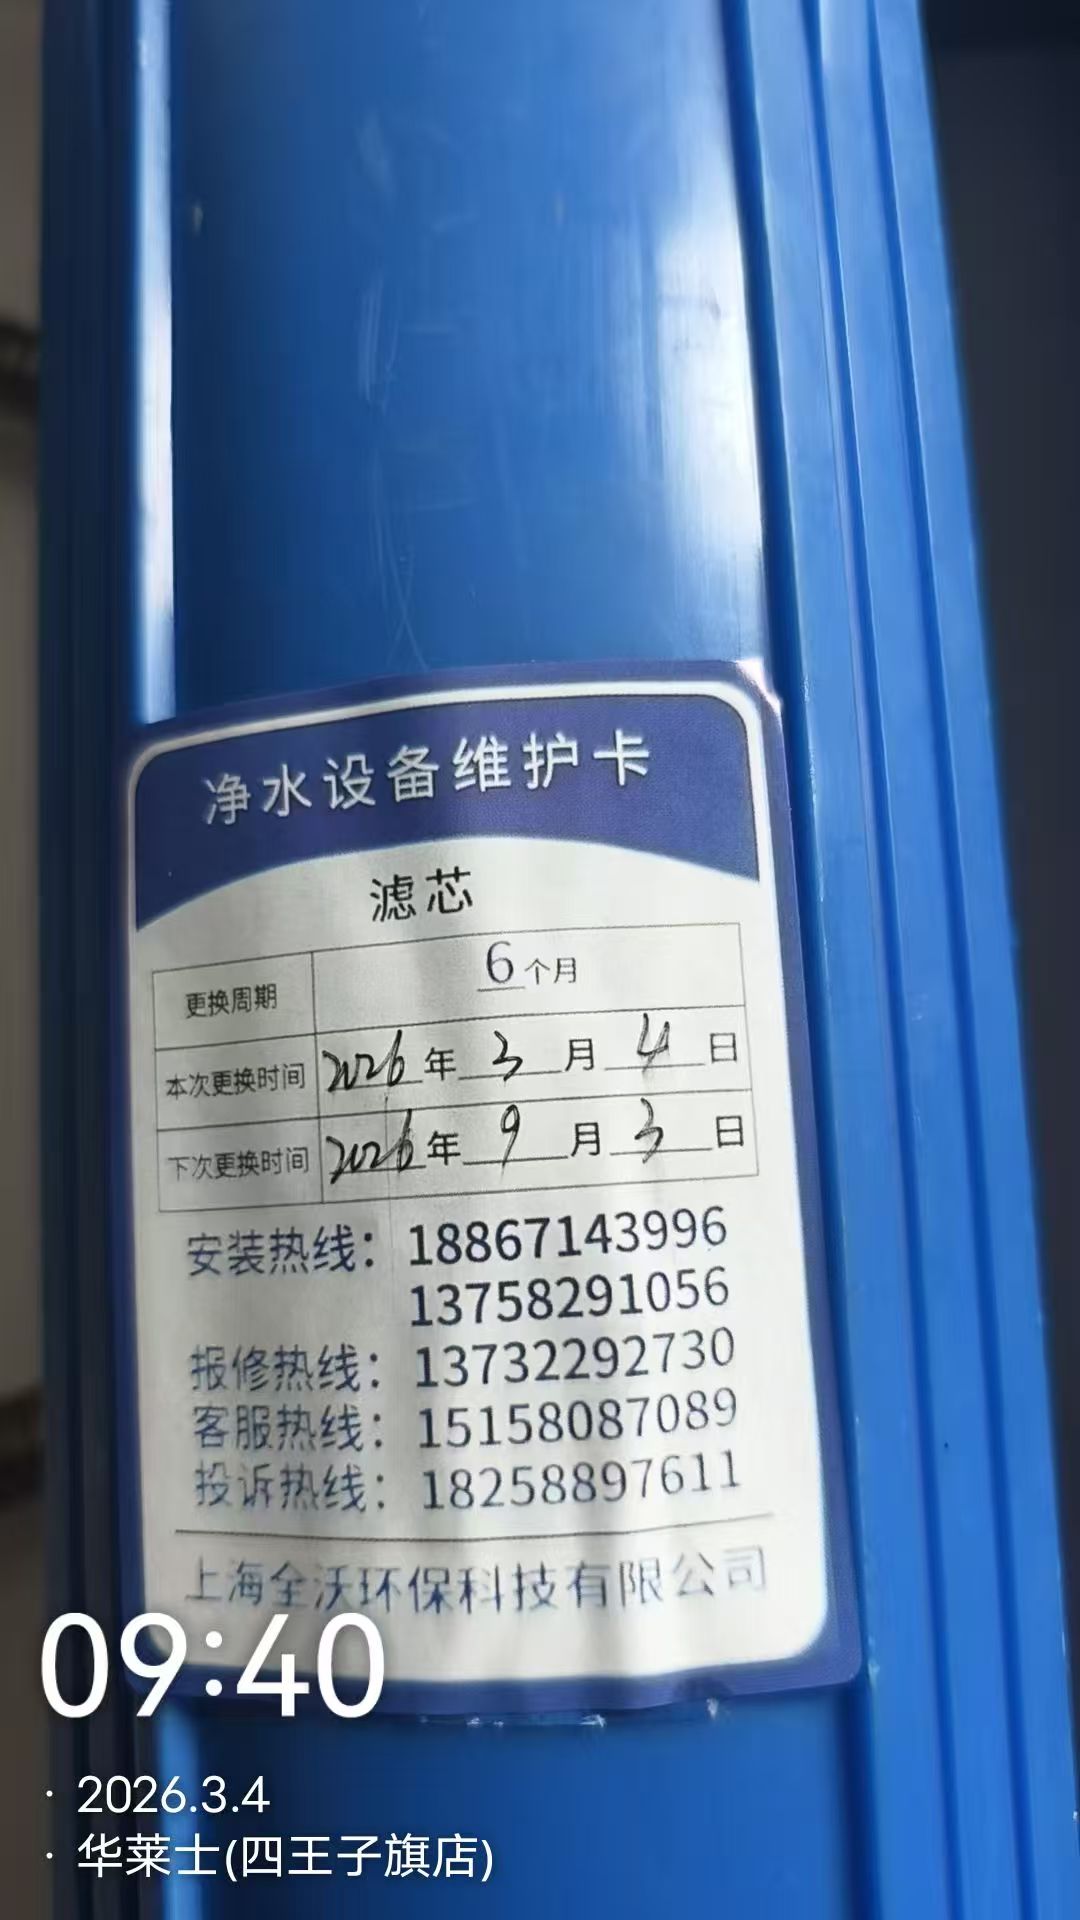 净水设备维护卡
滤芯
更换周期 6个月
本次更换时间 2026年3月4日
下次更换时间 2026年9月3日
安装热线：18867143996
13758291056
报修热线：13732292730
客服热线：15158087089
投诉热线：18258897611
上海全沃环保科技有限公司
09:40
· 2026.3.4
· 华莱士(四王子旗店)